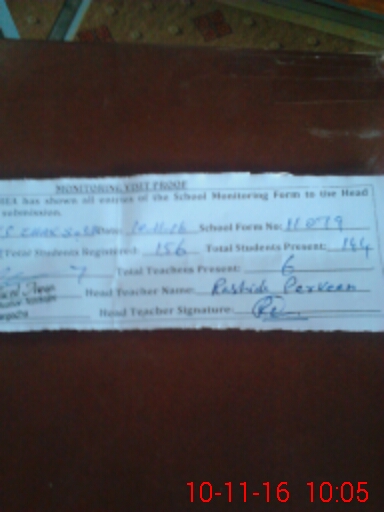 MONITORING VISIT PROOF
MEA has shown all entries of the School Monitoring Form to the Head
submission.
Date: 10-11-16 School Form No: 11079
Total Students Registered: 156 Total Students Present: 144
7 Total Teachers Present: 6
Head Teacher Name: Rashida Perveen
Head Teacher Signature:
10-11-16 10:05